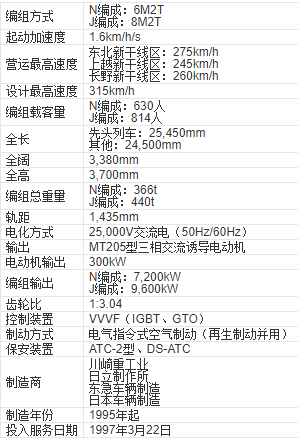 编组方式 N编成：6M2T
J编成：8M2T
起动加速度 1.6km/h/s
营运最高速度 东北新干线区：275km/h
上越新干线区：245km/h
长野新干线区：260km/h
设计最高速度 315km/h
编组载客量 N编成：630人
J编成：814人
全长 先头列车：25,450mm
其他：24,500mm
全阔 3,380mm
全高 3,700mm
编组总重量 N编成：366t
J编成：440t
轨距 1,435mm
电化方式 25,000V交流电（50Hz/60Hz）
输出 MT205型三相交流诱导电动机
电动机输出 300kW
编组输出 N编成：7,200kW
J编成：9,600kW
齿轮比 1:3.04
控制装置 VVVF（IGBT、GTO）
制动方式 电气指令式空气制动（再生制动并用）
保安装置 ATC-2型、DS-ATC
制造商 川崎重工业
日立制作所
东急车辆制造
日本车辆制造
制造年份 1995年起
投入服务日期 1997年3月22日